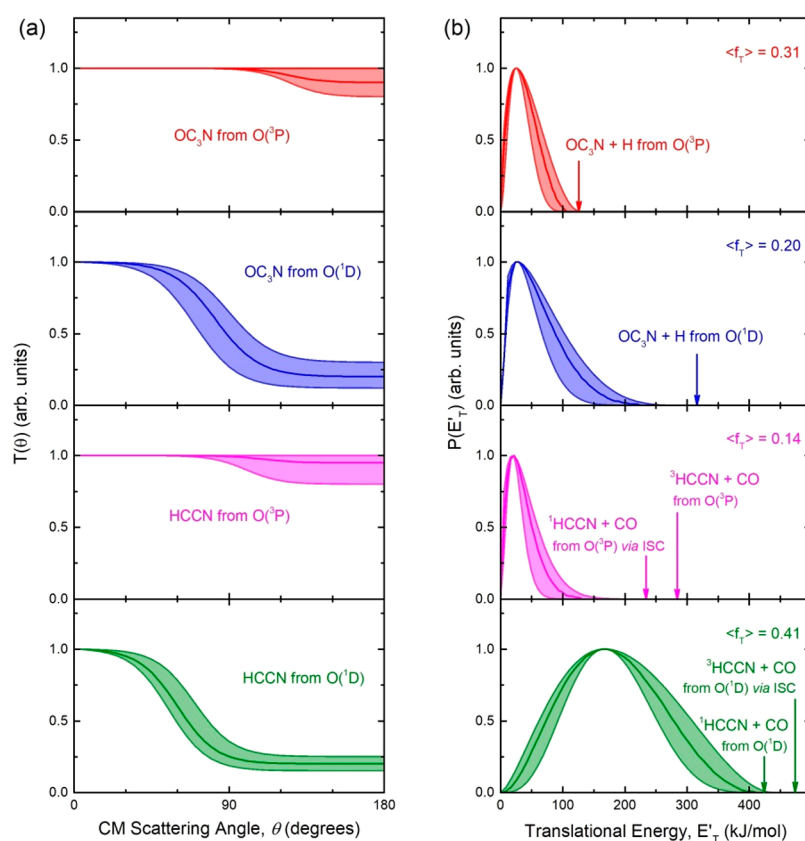 (a)
1.0
0.5
0.0
OC₃N from O(³P)
1.0
0.5
0.0
OC₃N from O(¹D)
1.0
0.5
0.0
HCCN from O(³P)
1.0
0.5
0.0
HCCN from O(¹D)
T(θ) (arb. units)
0
90
180
CM Scattering Angle, θ (degrees)
(b)
<f_T> = 0.31
1.0
0.5
0.0
OC₃N + H from O(³P)
<f_T> = 0.20
1.0
0.5
0.0
OC₃N + H from O(¹D)
<f_T> = 0.14
1.0
0.5
0.0
³HCCN + CO
from O(³P)
¹HCCN + CO
from O(³P) via ISC
<f_T> = 0.41
1.0
0.5
0.0
³HCCN + CO
from O(¹D) via ISC
¹HCCN + CO
from O(¹D)
P(E'_T) (arb. units)
0
100
200
300
400
Translational Energy, E'_T (kJ/mol)